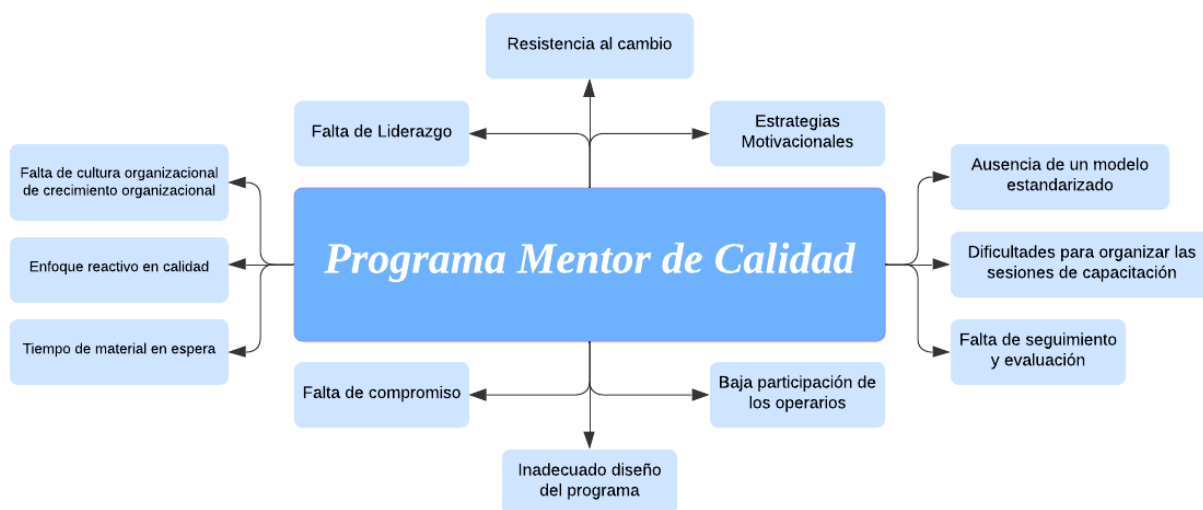 Resistencia al cambio
Falta de Liderazgo
Estrategias
Motivacionales
Falta de cultura organizacional
de crecimiento organizacional
Ausencia de un modelo
estandarizado
Programa Mentor de Calidad
Enfoque reactivo en calidad
Dificultades para organizar las
sesiones de capacitación
Tiempo de material en espera
Falta de seguimiento
y evaluación
Falta de compromiso
Baja participación de
los operarios
Inadecuado diseño
del programa